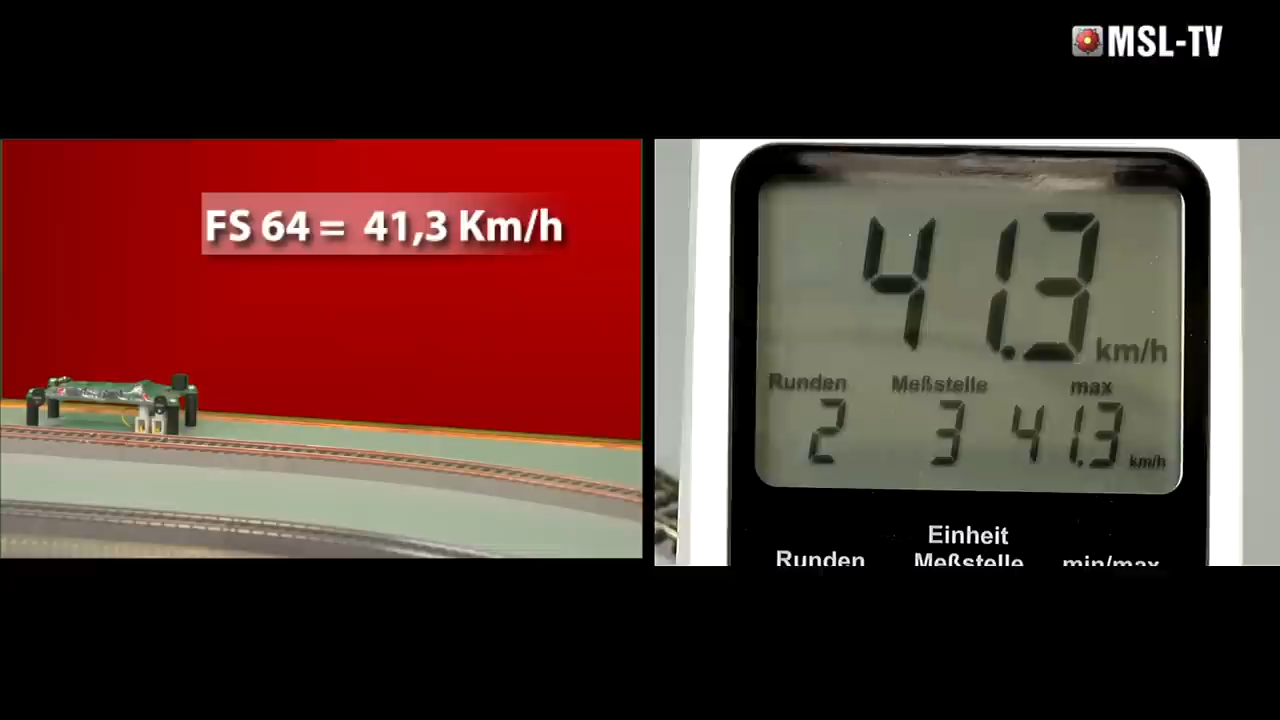 MSL-TV
FS 64 = 41,3 Km/h
41.3 km/h
Runden Meßstelle max
2 3 41.3 km/h
Einheit
Runden Meßstelle min/max